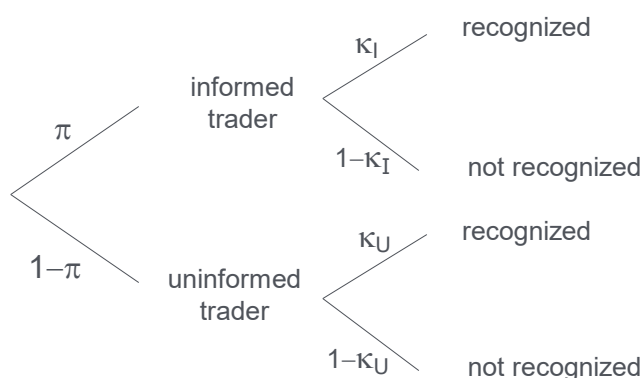 recognized
κI
informed
trader
π
1−κI
not recognized
κU
recognized
1−π
uninformed
trader
1−κU
not recognized